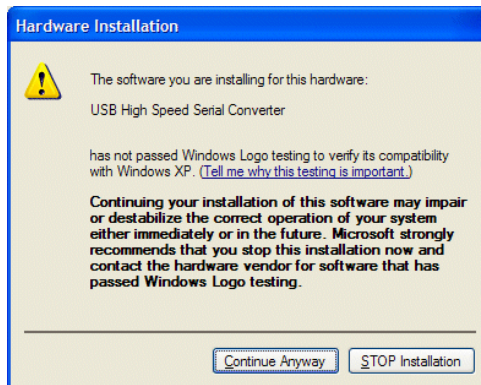 Hardware Installation
The software you are installing for this hardware:
USB High Speed Serial Converter
has not passed Windows Logo testing to verify its compatibility
with Windows XP. (Tell me why this testing is important.)
Continuing your installation of this software may impair
or destabilize the correct operation of your system
either immediately or in the future. Microsoft strongly
recommends that you stop this installation now and
contact the hardware vendor for software that has
passed Windows Logo testing.
Continue Anyway
STOP Installation